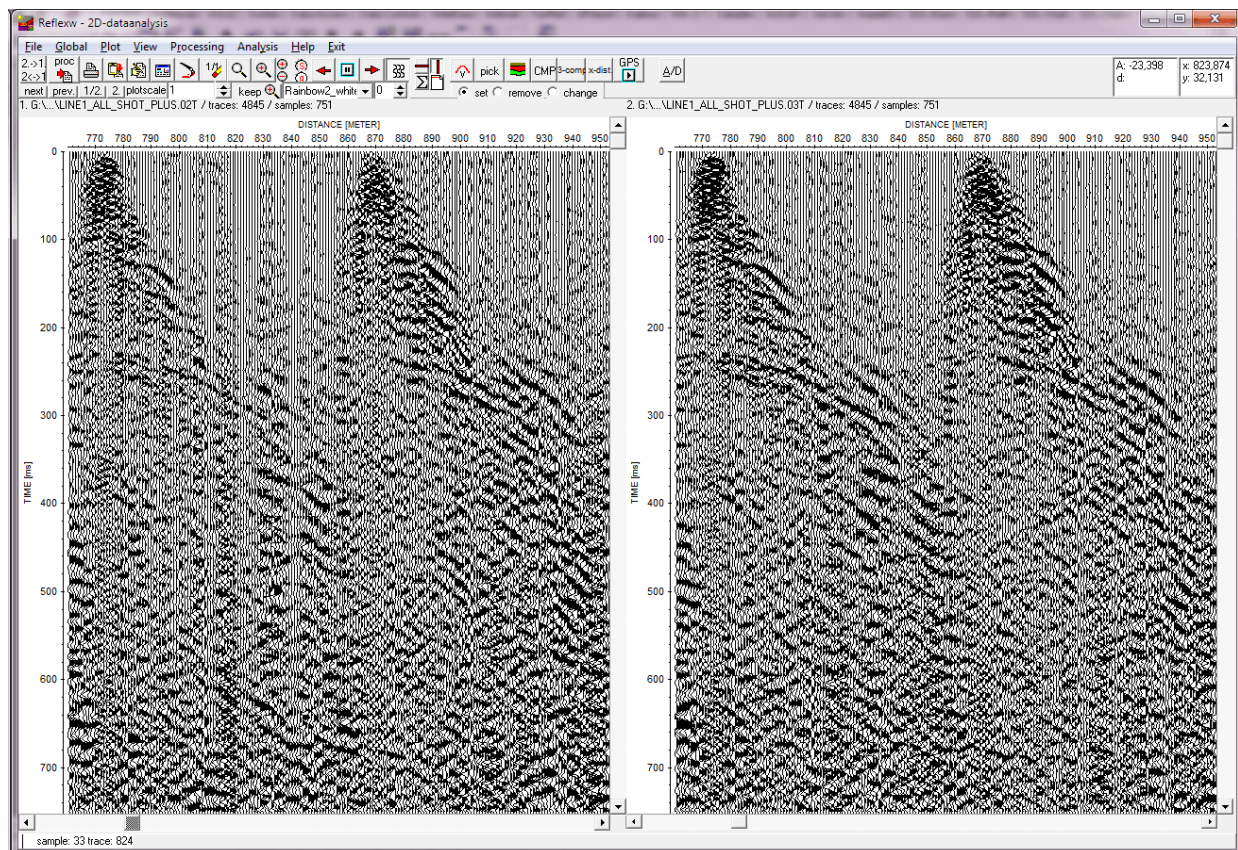 Reflexw - 2D-dataanalysis
File Global Plot View Processing Analysis Help Exit
2.->1. proc 1/2 GPS
2<->1 pick CMP 3-comp x-dist. A/D
A: -23,398 x: 823,874
d: y: 32,131
next prev. 1/2. 2. plotscale 1 keep Rainbow2_white 0 set remove change
1. G:\...\LINE1_ALL_SHOT_PLUS.02T / traces: 4845 / samples: 751
2. G:\...\LINE1_ALL_SHOT_PLUS.03T / traces: 4845 / samples: 751
DISTANCE [METER]
770 780 790 800 810 820 830 840 850 860 870 880 890 900 910 920 930 940 950
0
100
200
300
400
500
600
700
TIME [ms]
DISTANCE [METER]
770 780 790 800 810 820 830 840 850 860 870 880 890 900 910 920 930 940 950
0
100
200
300
400
500
600
700
TIME [ms]
sample: 33 trace: 824